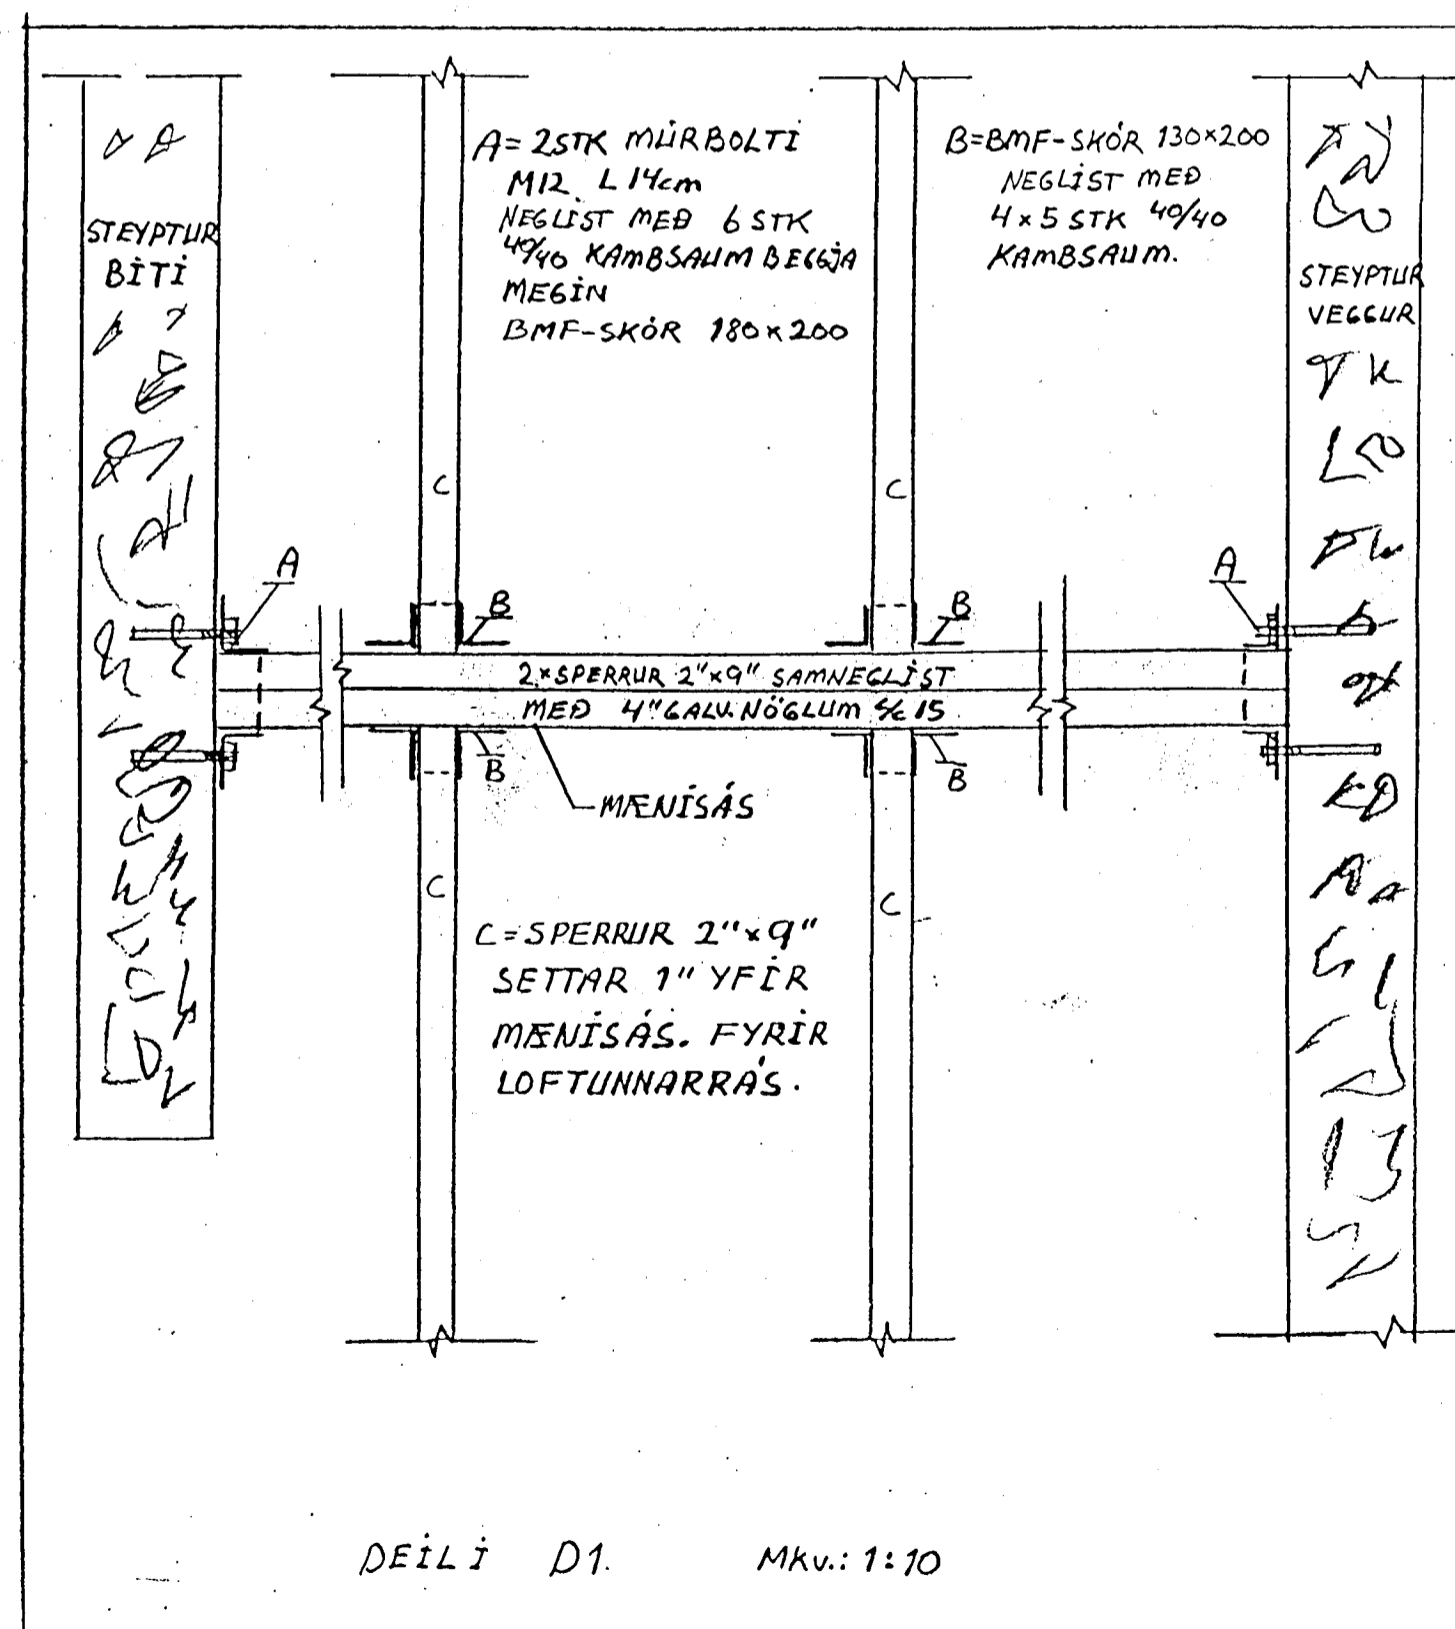 A=2STK MÚRBOLTI
M12 L 14cm
NEGLIST MEÐ 6 STK
40/40 KAMBSAUM BEGGJA
MEGIN
BMF-SKÓR 180×200
B=BMF-SKÓR 130×200
NEGLIST MEÐ
4×5 STK 40/40
KAMBSAUM.
STEYPTUR
BITI
STEYPTUR
VEGGUR
C
C
A
A
B
B
2×SPERRUR 2"×9" SAMNEGLIST
MEÐ 4" GALV. NÖGLUM S/C 15
B
B
MÆNISÁS
C
C
C=SPERRUR 2"×9"
SETTAR 1" YFIR
MÆNISÁS. FYRIR
LOFTUNNARRÁS.
DEILI D1. Mkv.: 1:10